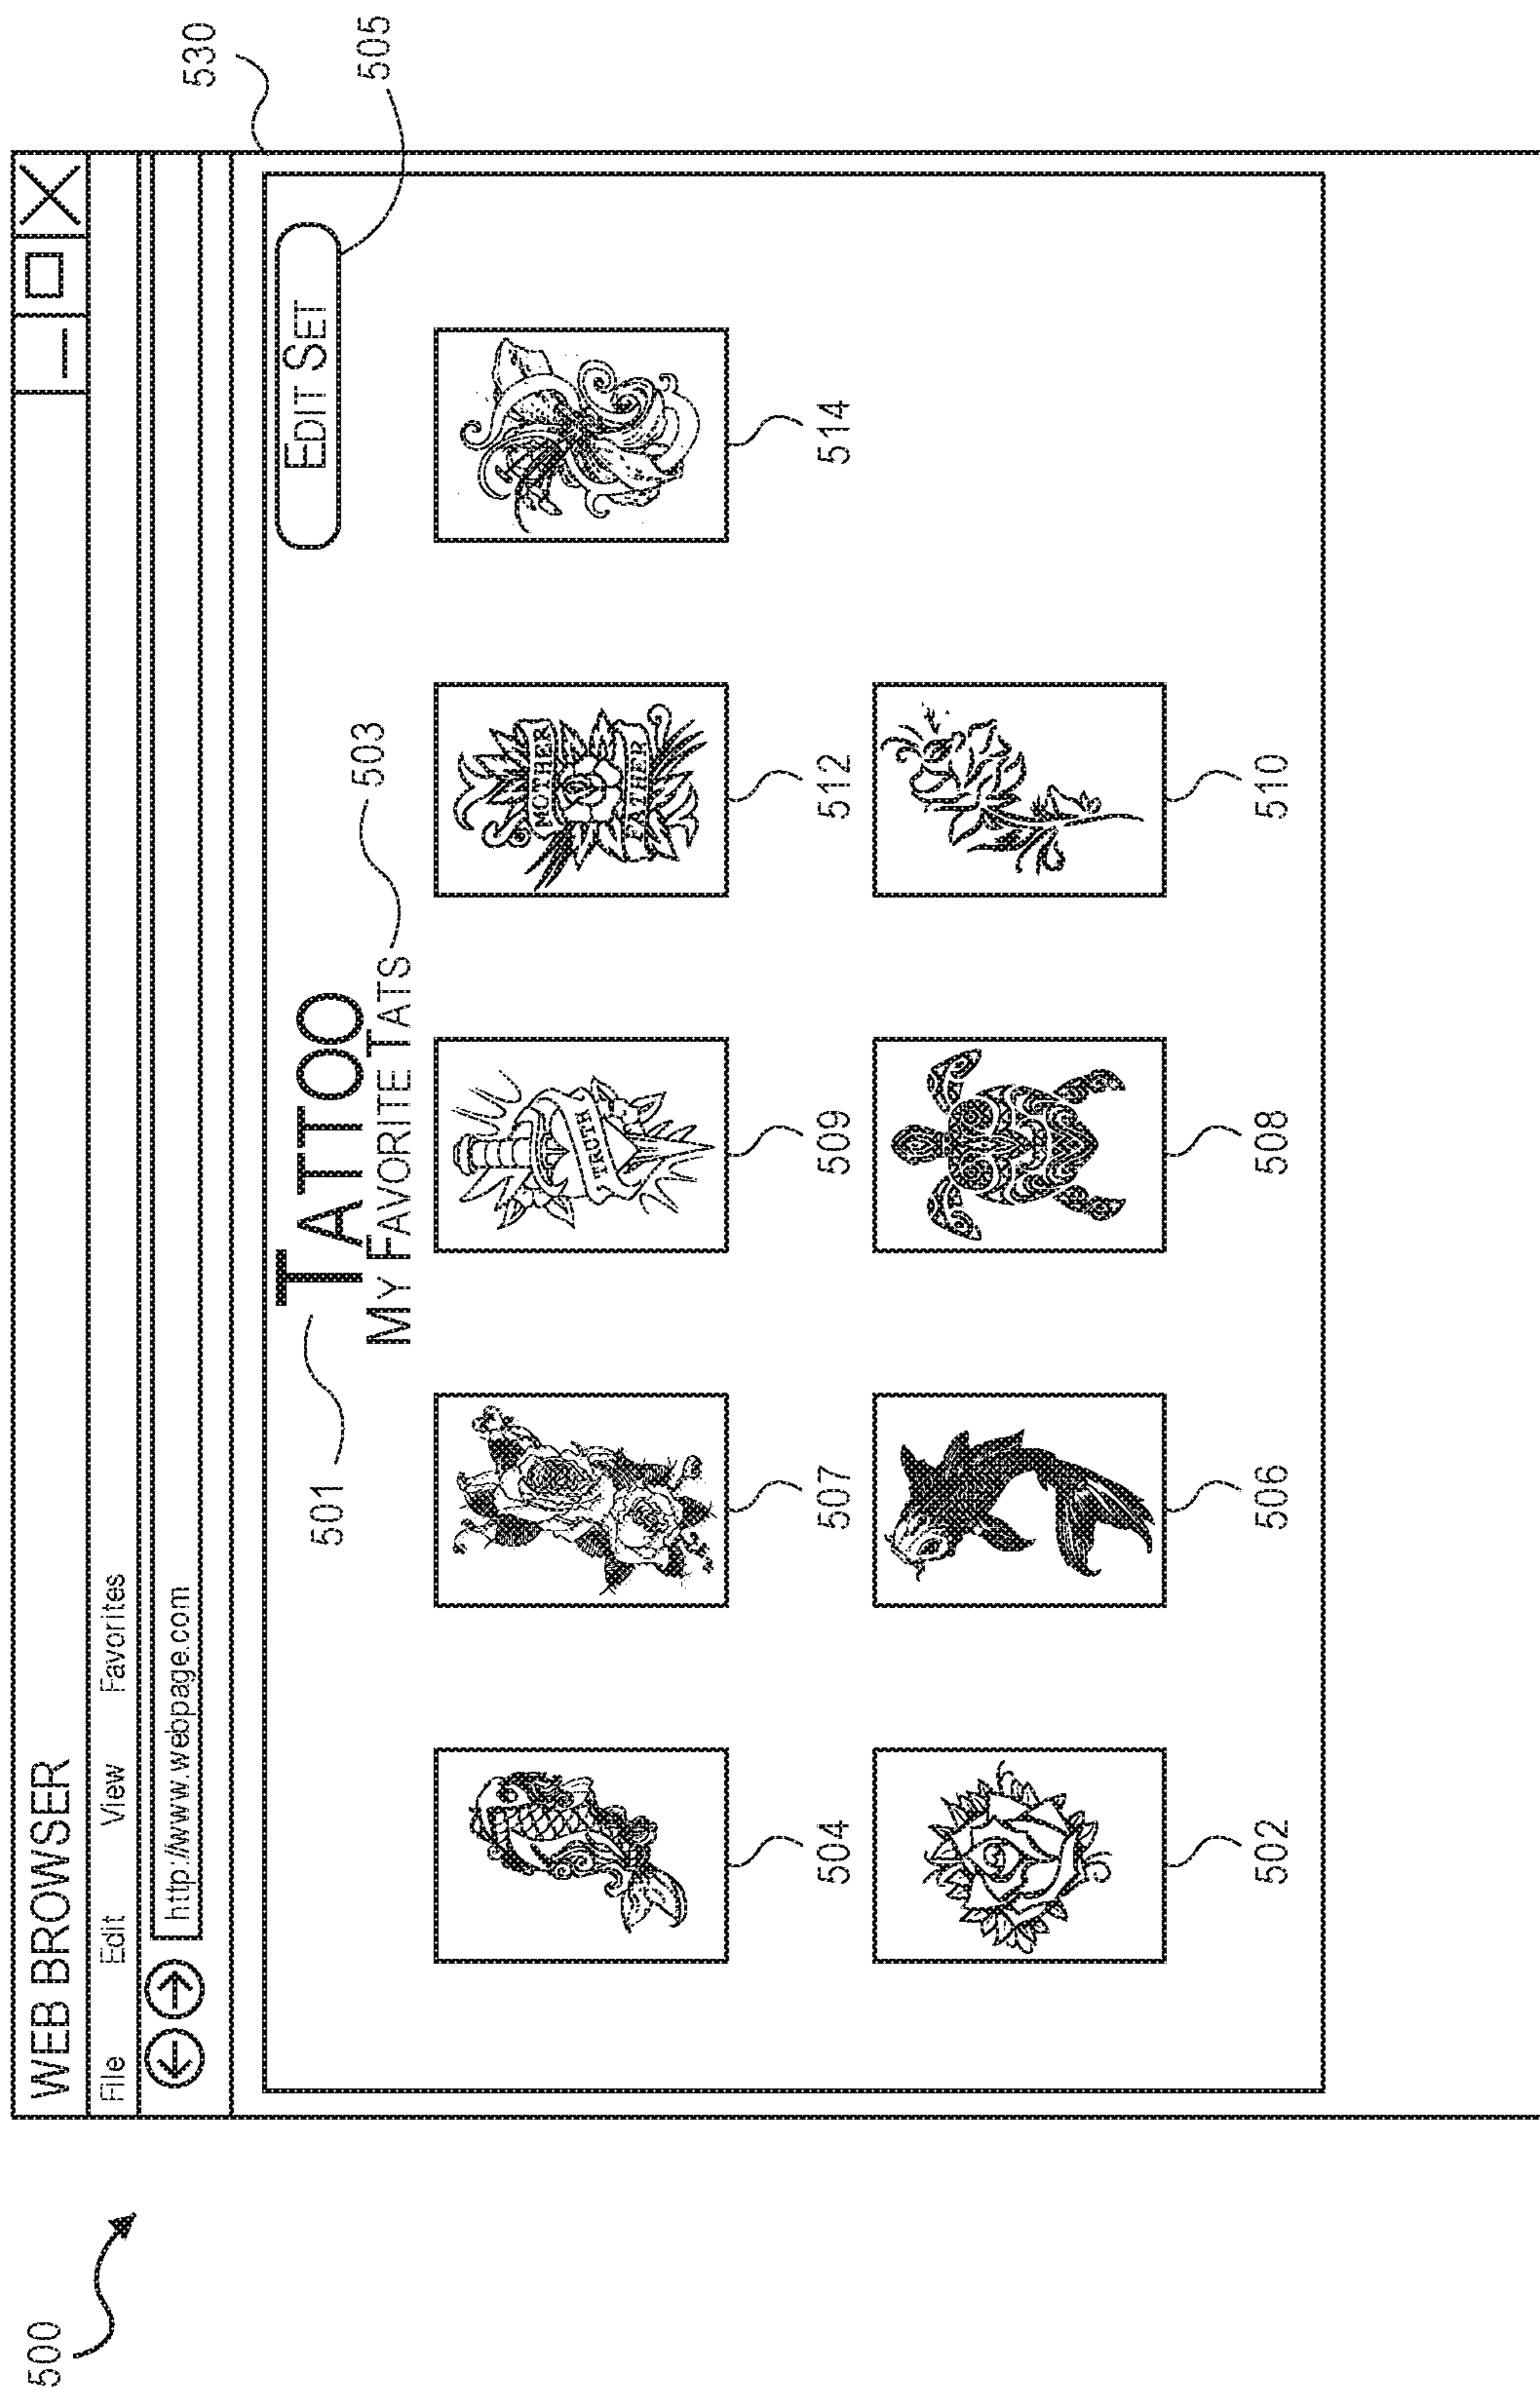 500
WEB BROWSER
File Edit View Favorites
http://www.webpage.com
530
505
EDIT SET
501
TATTOO
MY FAVORITE TATS
503
TRUTH
MOTHER
FATHER
504
507
509
512
514
502
506
508
510